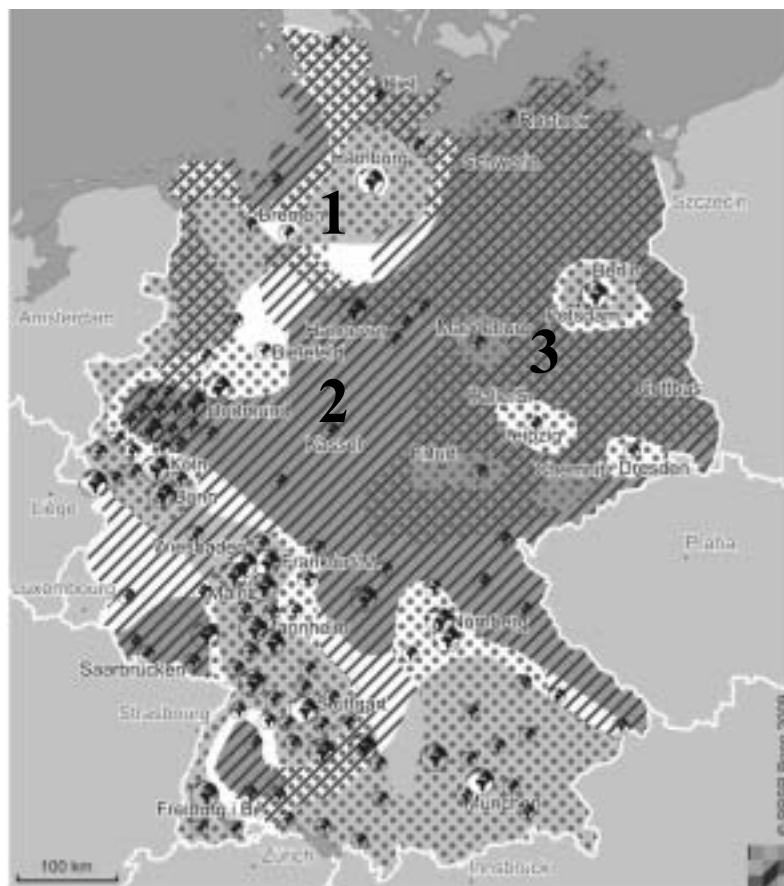 Kiel
Rostock
Hamburg
Schwerin
1
Szczecin
Bremen
Berlin
Potsdam
Amsterdam
Hannover
Magdeburg
3
Bielefeld
2
Cottbus
Dortmund
Leipzig
Kassel
Erfurt
Chemnitz
Dresden
Köln
Bonn
Liège
Wiesbaden
Frankfurt/M.
Praha
Luxembourg
Mainz
Nürnberg
Mannheim
Saarbrücken
Stuttgart
Strasbourg
München
Freiburg i.Br.
100 km
Zürich
Innsbruck